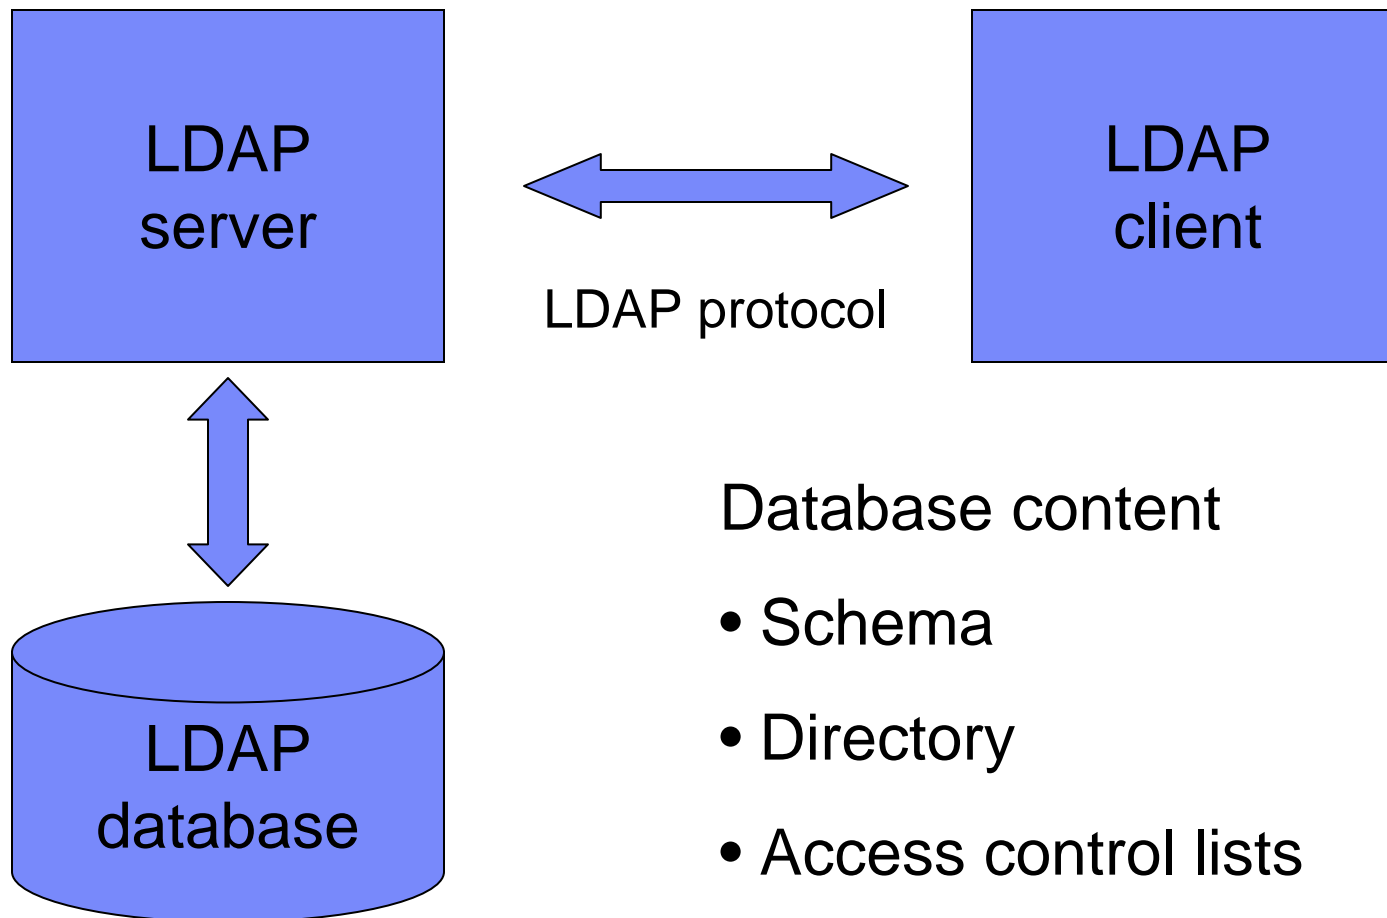 LDAP
server
LDAP
client
LDAP protocol
LDAP
database
Database content
• Schema
• Directory
• Access control lists